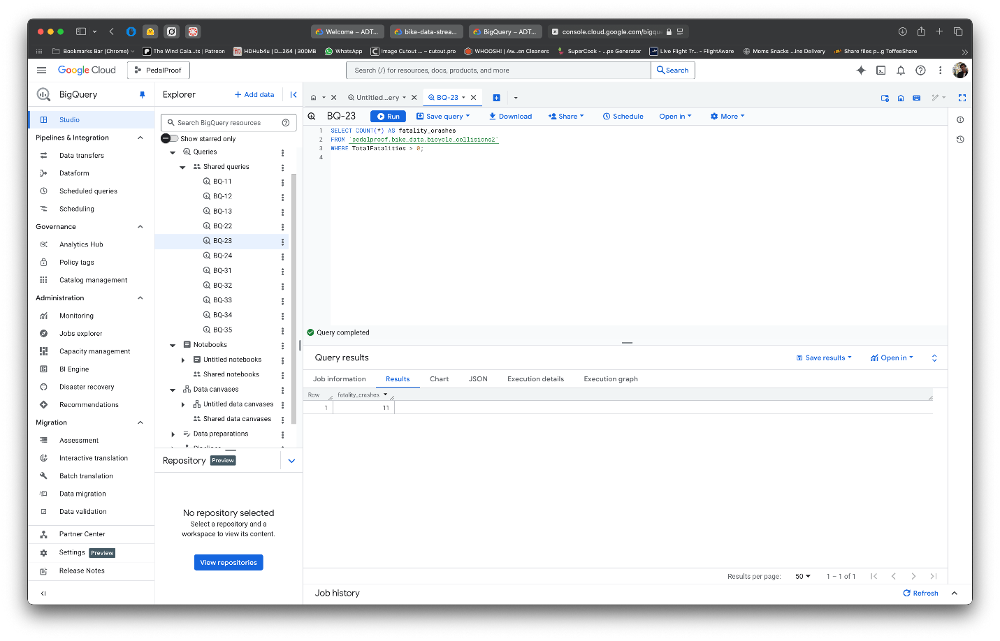 Welcome – ADT...
bike-data-strea...
BigQuery – ADT...
console.cloud.google.com/bigqu
Bookmarks Bar (Chrome)
The Wind Cala...ts | Patreon
HDHub4u | D...264 | 300MB
WhatsApp
Image Cutout ... – cutout.pro
WHOOSH! | Aw...en Cleaners
SuperCook - ...pe Generator
Live Flight Tr... - FlightAware
Moms Snacks ...ine Delivery
Share files p...g ToffeeShare
Google Cloud
PedalProof
Search (/) for resources, docs, products, and more
Search
BigQuery
Studio
Pipelines & Integration
Data transfers
Dataform
Scheduled queries
Scheduling
Governance
Analytics Hub
Policy tags
Catalog management
Administration
Monitoring
Jobs explorer
Capacity management
BI Engine
Disaster recovery
Recommendations
Migration
Assessment
Interactive translation
Batch translation
Data migration
Data validation
Partner Center
Settings Preview
Release Notes
Explorer
+ Add data
Search BigQuery resources
Show starred only
Queries
Shared queries
BQ-11
BQ-12
BQ-13
BQ-22
BQ-23
BQ-24
BQ-31
BQ-32
BQ-33
BQ-34
BQ-35
Notebooks
Untitled notebooks
Shared notebooks
Data canvases
Untitled data canvases
Shared data canvases
Data preparations
Pipelines
Repository Preview
No repository selected
Select a repository and a
workspace to view its content.
View repositories
Untitled...ery
BQ-23
BQ-23
Run
Save query
Download
Share
Schedule
Open in
More
1 SELECT COUNT(*) AS fatality_crashes
2 FROM `pedalproof.bike_data.bicycle_collisions2`
3 WHERE TotalFatalities > 0;
4
Query completed
Query results
Save results
Open in
Job information
Results
Chart
JSON
Execution details
Execution graph
Row fatality_crashes
1 11
Results per page: 50 1 – 1 of 1
Job history
Refresh